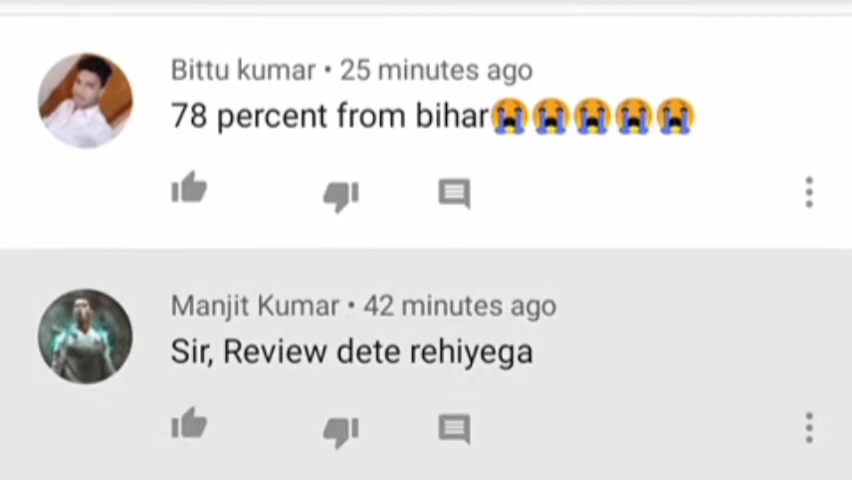 Bittu kumar • 25 minutes ago
78 percent from bihar😭😭😭😭😭
Manjit Kumar • 42 minutes ago
Sir, Review dete rehiyega